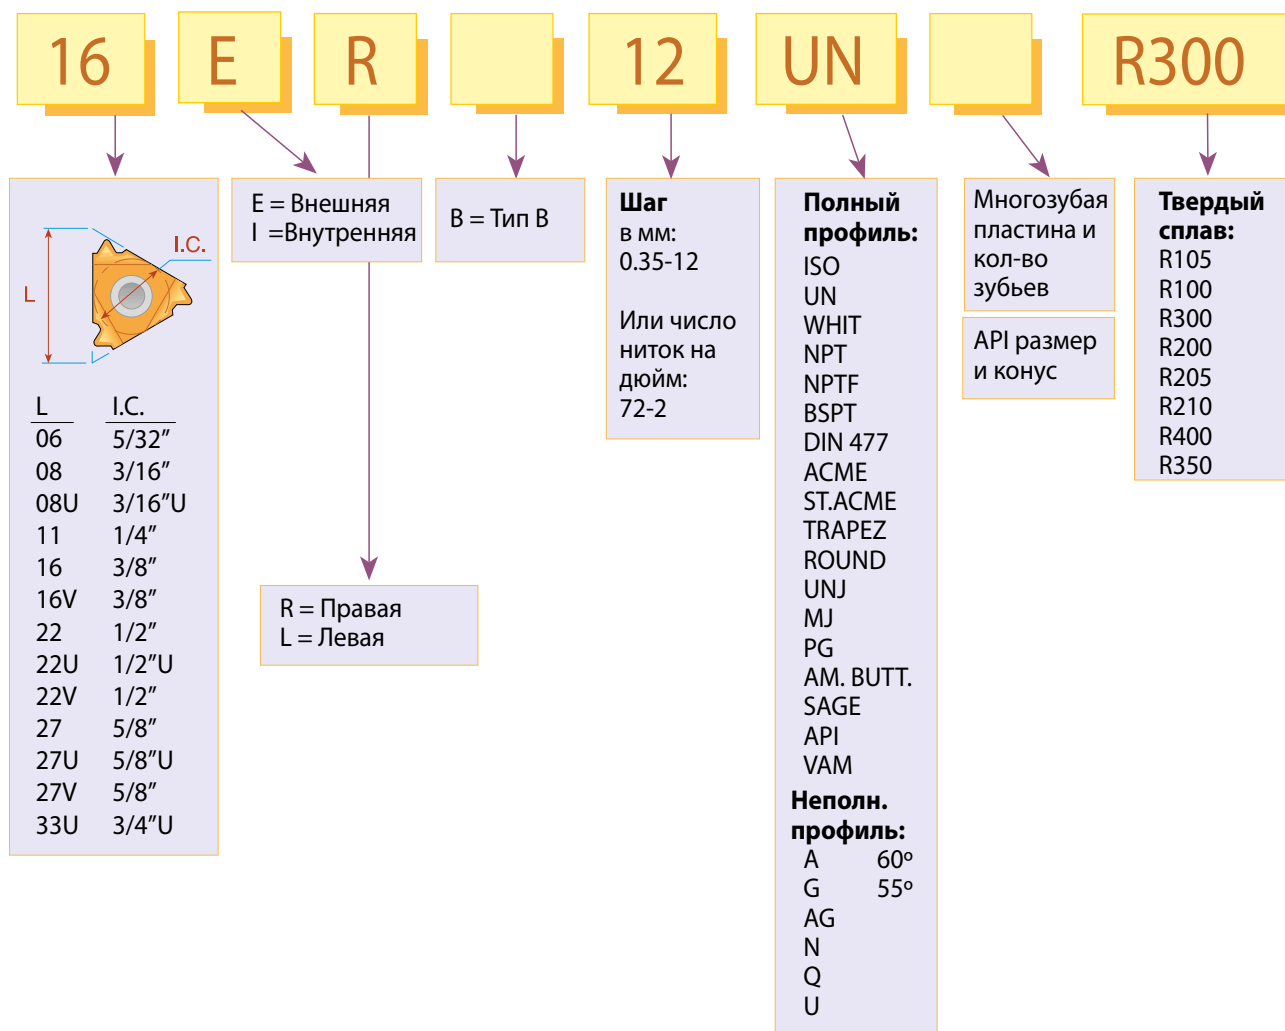 16 E R 12 UN R300
I.C.
L
L I.C.
06 5/32”
08 3/16”
08U 3/16”U
11 1/4”
16 3/8”
16V 3/8”
22 1/2”
22U 1/2”U
22V 1/2”
27 5/8”
27U 5/8”U
27V 5/8”
33U 3/4”U
E = Внешняя
I =Внутренняя
R = Правая
L = Левая
B = Тип B
Шаг
в мм:
0.35-12
Или число
ниток на
дюйм:
72-2
Полный
профиль:
ISO
UN
WHIT
NPT
NPTF
BSPT
DIN 477
ACME
ST.ACME
TRAPEZ
ROUND
UNJ
MJ
PG
AM. BUTT.
SAGE
API
VAM
Неполн.
профиль:
A 60º
G 55º
AG
N
Q
U
Многозубая
пластина и
кол-во
зубьев
API размер
и конус
Твердый
сплав:
R105
R100
R300
R200
R205
R210
R400
R350